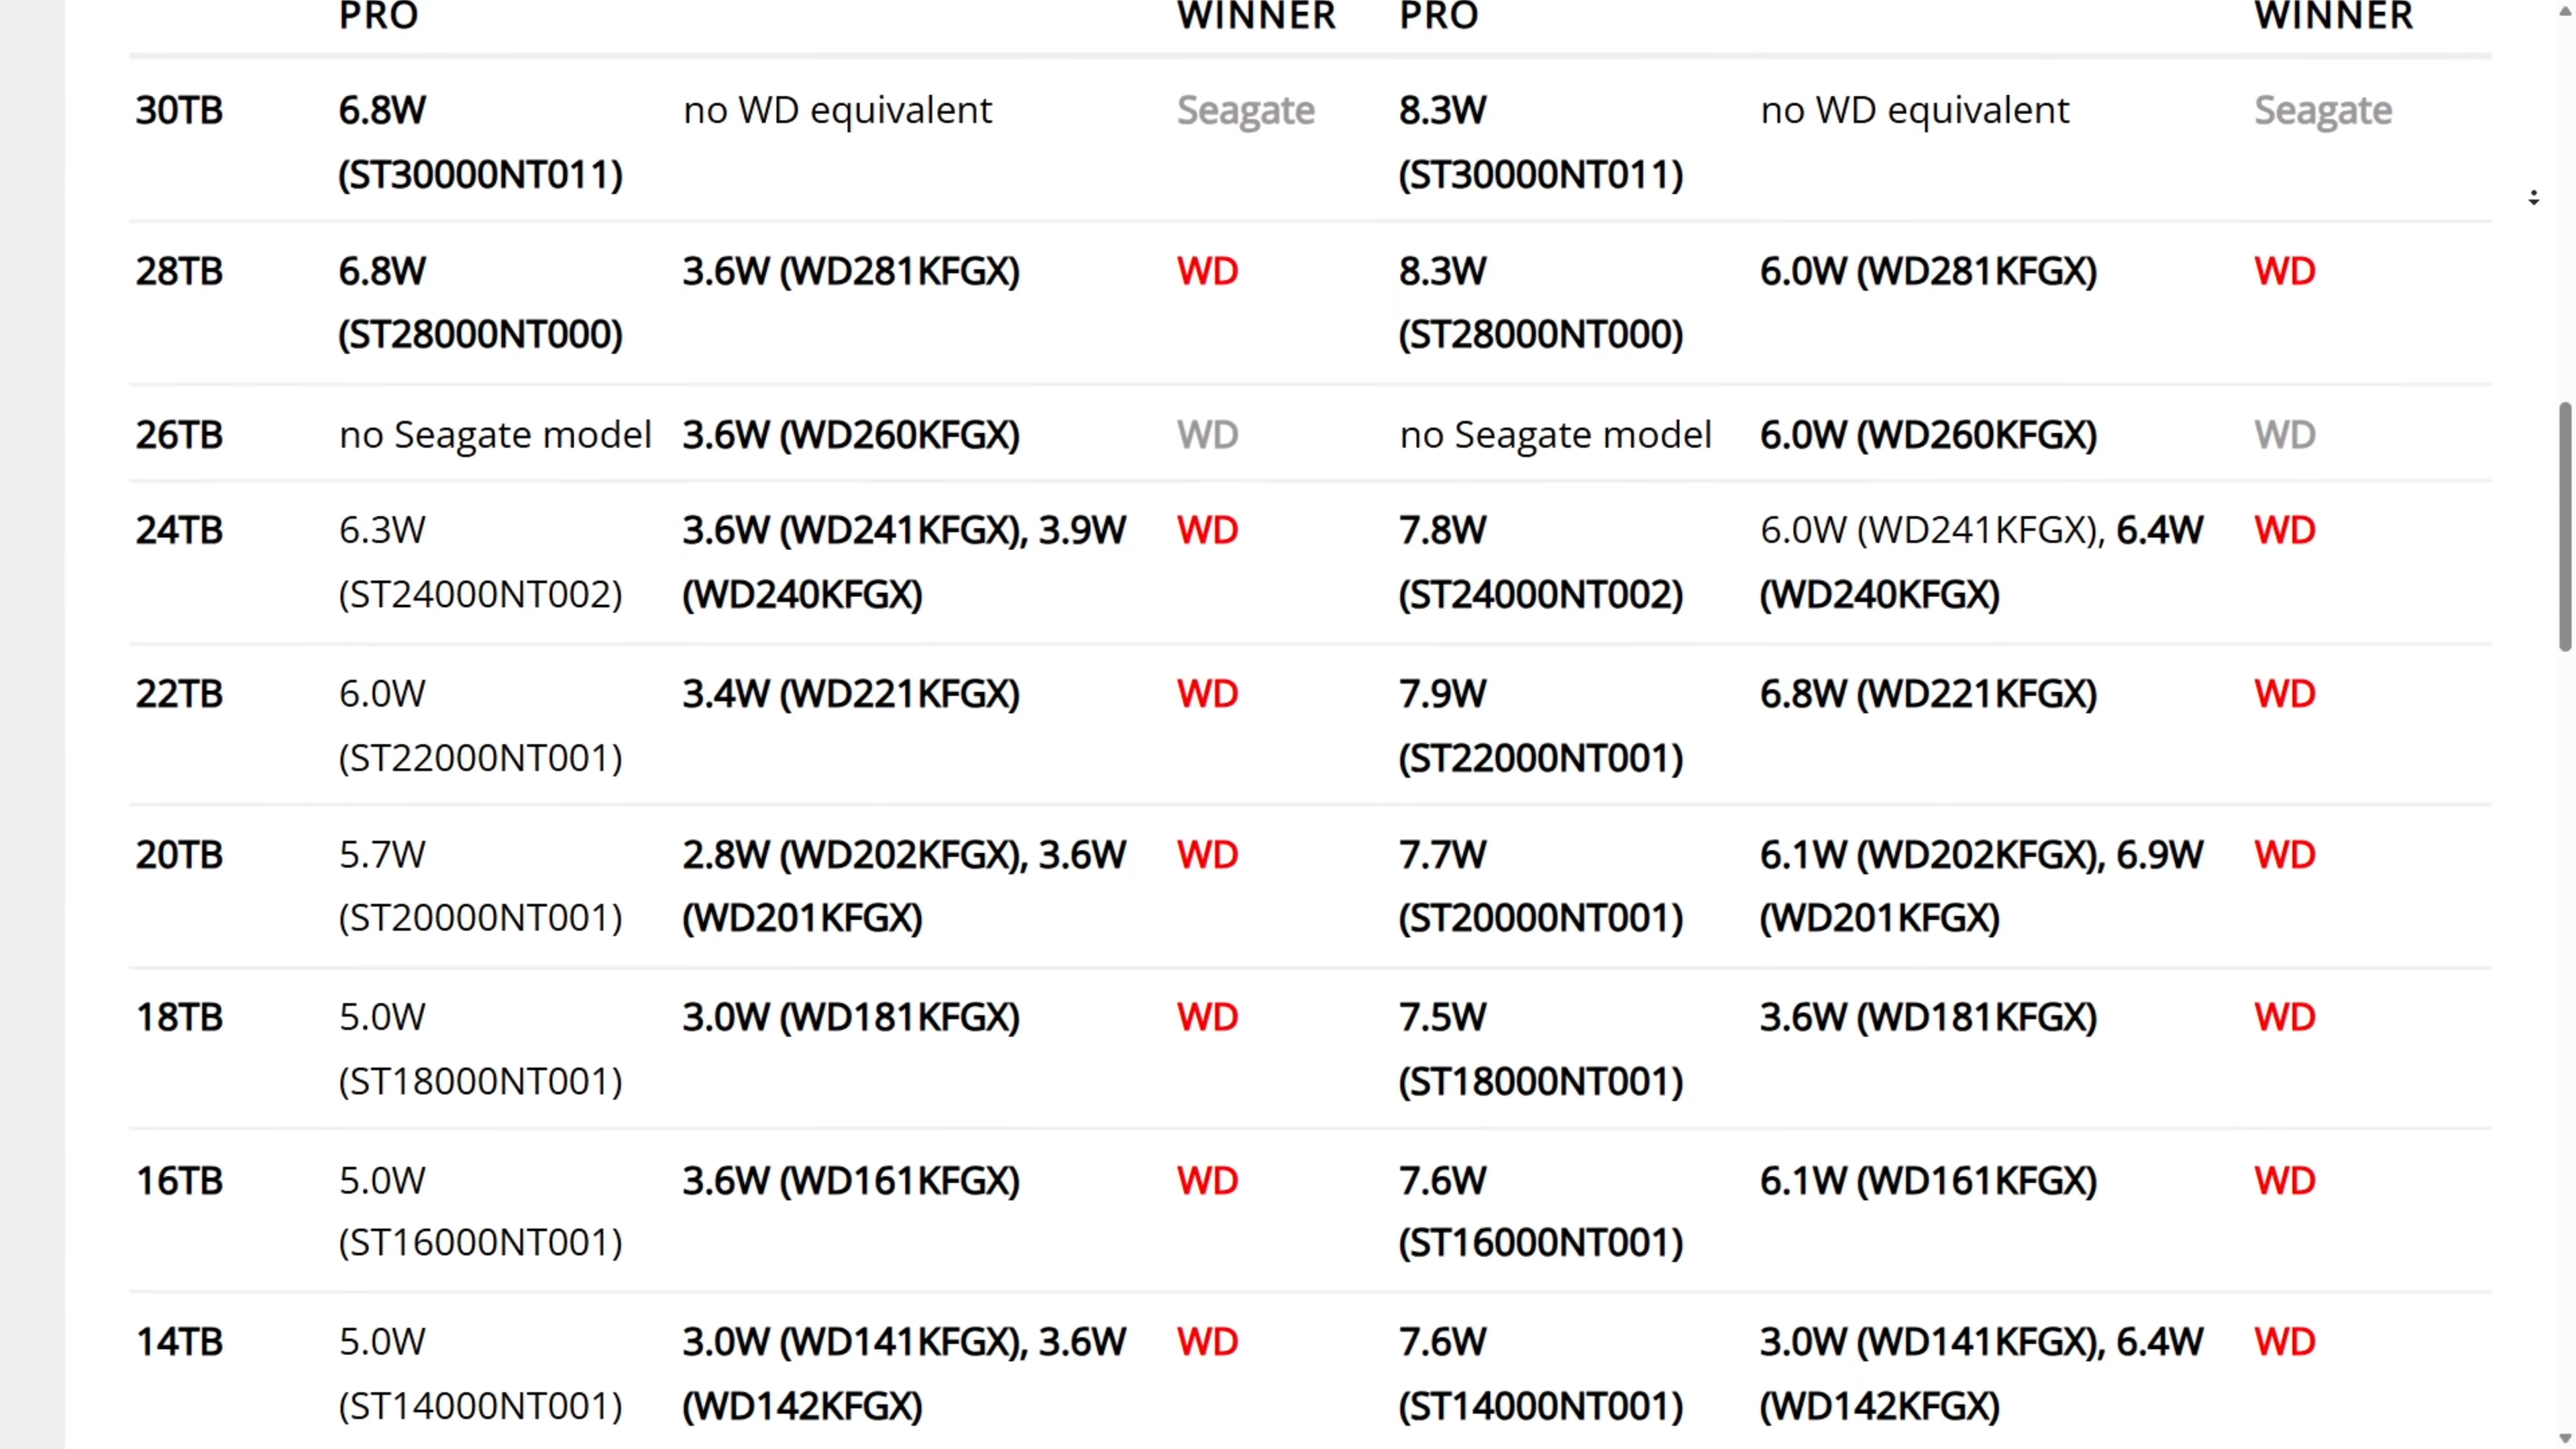 PRO WINNER PRO WINNER
30TB 6.8W no WD equivalent Seagate 8.3W no WD equivalent Seagate
(ST30000NT011) (ST30000NT011)
28TB 6.8W 3.6W (WD281KFGX) WD 8.3W 6.0W (WD281KFGX) WD
(ST28000NT000) (ST28000NT000)
26TB no Seagate model 3.6W (WD260KFGX) WD no Seagate model 6.0W (WD260KFGX) WD
24TB 6.3W 3.6W (WD241KFGX), 3.9W WD 7.8W 6.0W (WD241KFGX), 6.4W WD
(ST24000NT002) (WD240KFGX) (ST24000NT002) (WD240KFGX)
22TB 6.0W 3.4W (WD221KFGX) WD 7.9W 6.8W (WD221KFGX) WD
(ST22000NT001) (ST22000NT001)
20TB 5.7W 2.8W (WD202KFGX), 3.6W WD 7.7W 6.1W (WD202KFGX), 6.9W WD
(ST20000NT001) (WD201KFGX) (ST20000NT001) (WD201KFGX)
18TB 5.0W 3.0W (WD181KFGX) WD 7.5W 3.6W (WD181KFGX) WD
(ST18000NT001) (ST18000NT001)
16TB 5.0W 3.6W (WD161KFGX) WD 7.6W 6.1W (WD161KFGX) WD
(ST16000NT001) (ST16000NT001)
14TB 5.0W 3.0W (WD141KFGX), 3.6W WD 7.6W 3.0W (WD141KFGX), 6.4W WD
(ST14000NT001) (WD142KFGX) (ST14000NT001) (WD142KFGX)